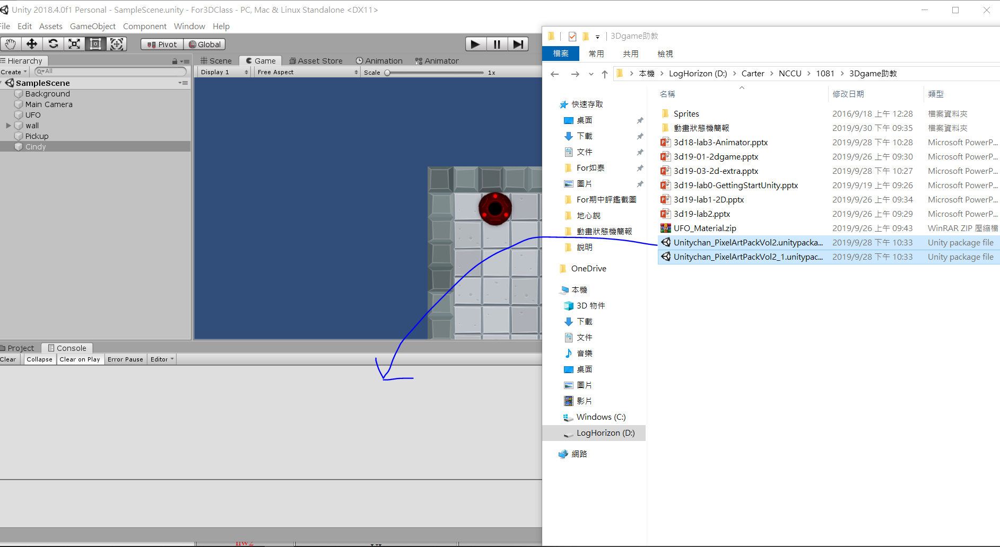 Unity 2018.4.0f1 Personal - SampleScene.unity - For3DClass - PC, Mac & Linux Standalone <DX11>
File Edit Assets GameObject Component Window Help
Pivot Global
Hierarchy
Create All
SampleScene
Background
Main Camera
UFO
wall
Pickup
Cindy
Scene Game Asset Store Animation Animator
Display 1 Free Aspect Scale 1x
Project Console
Clear Collapse Clear on Play Error Pause Editor
hw2
3Dgame助教
檔案 常用 共用 檢視
本機 LogHorizon (D:) Carter NCCU 1081 3Dgame助教
快速存取
桌面
下載
文件
For如泰
圖片
For期中評鑑截圖
地心說
動畫狀態機簡報
說明
OneDrive
本機
3D 物件
下載
文件
音樂
桌面
圖片
影片
Windows (C:)
LogHorizon (D:)
網路
名稱 修改日期 類型
Sprites 2016/9/18 上午 12:28 檔案資料夾
動畫狀態機簡報 2019/9/30 下午 09:35 檔案資料夾
3d18-lab3-Animator.pptx 2019/9/28 下午 10:28 Microsoft PowerP...
3d19-01-2dgame.pptx 2019/9/26 上午 09:30 Microsoft PowerP...
3d19-03-2d-extra.pptx 2019/9/28 下午 10:27 Microsoft PowerP...
3d19-lab0-GettingStartUnity.pptx 2019/9/19 上午 09:26 Microsoft PowerP...
3d19-lab1-2D.pptx 2019/9/26 上午 09:34 Microsoft PowerP...
3d19-lab2.pptx 2019/9/26 上午 09:29 Microsoft PowerP...
UFO_Material.zip 2019/9/26 上午 09:43 WinRAR ZIP 壓縮檔
Unitychan_PixelArtPackVol2.unitypacka... 2019/9/28 下午 10:33 Unity package file
Unitychan_PixelArtPackVol2_1.unitypac... 2019/9/28 下午 10:33 Unity package file